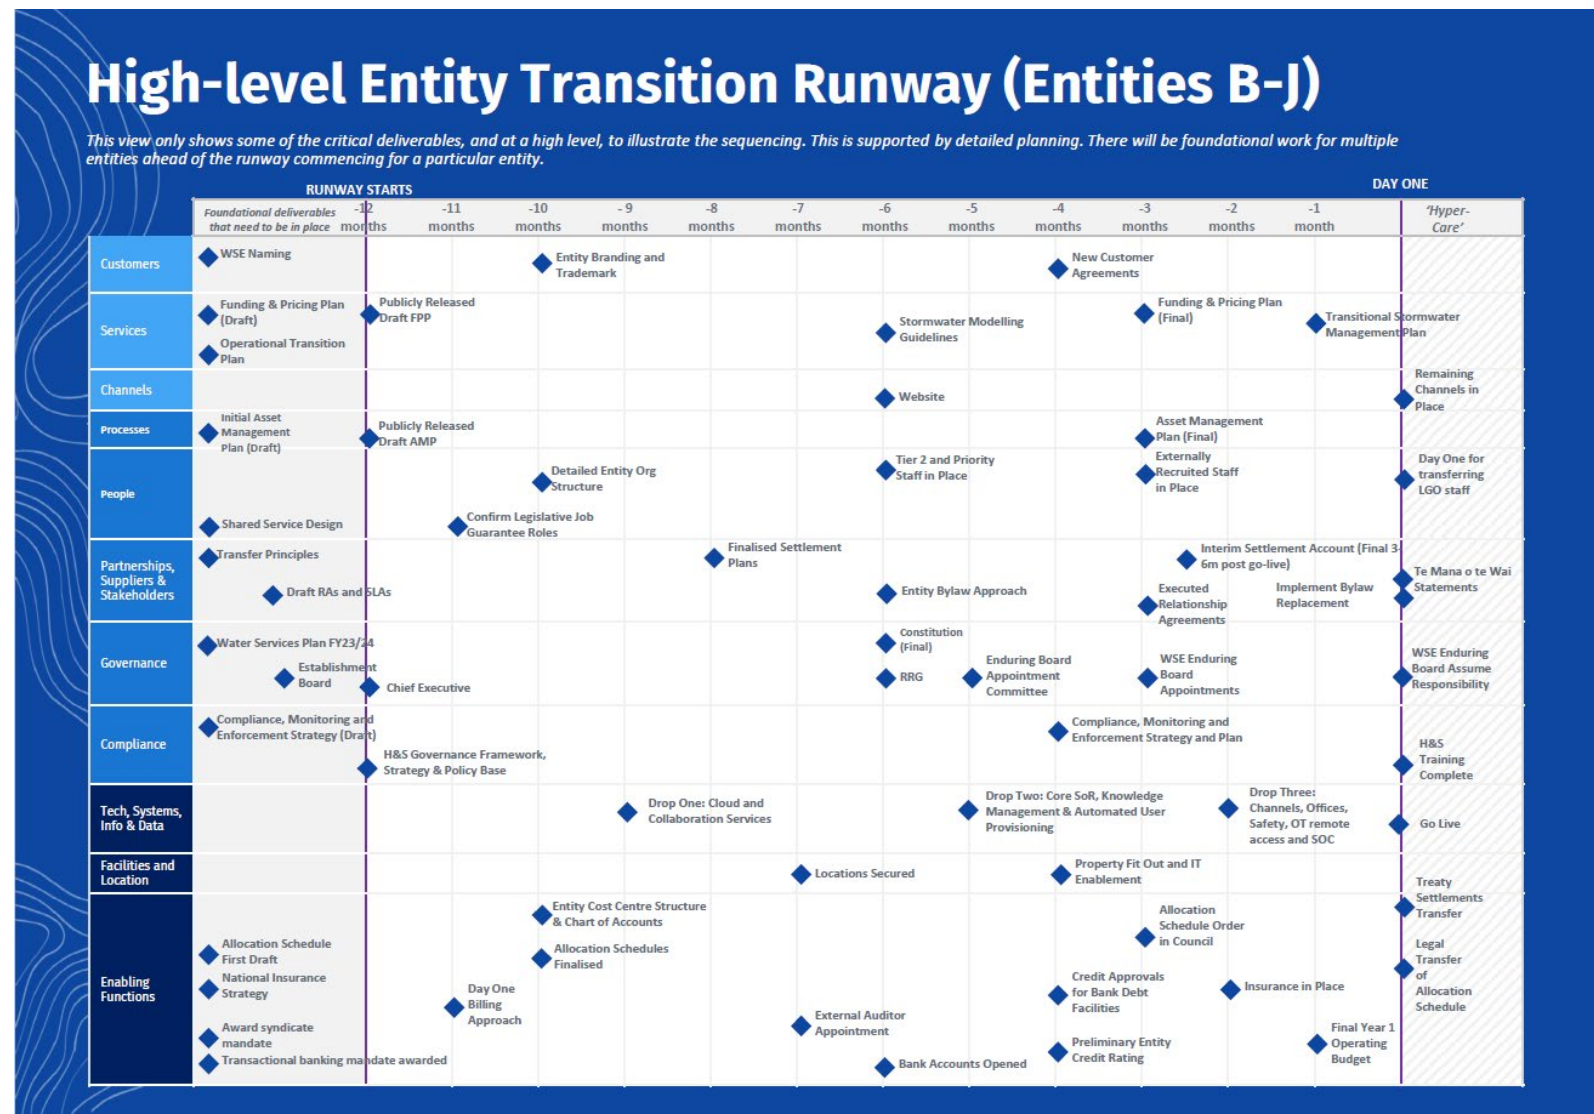 High-level Entity Transition Runway (Entities B-J)
This view only shows some of the critical deliverables, and at a high level, to illustrate the sequencing. This is supported by detailed planning. There will be foundational work for multiple
entities ahead of the runway commencing for a particular entity.
RUNWAY STARTS
DAY ONE
Foundational deliverables
that need to be in place
-12
months
-11
months
-10
months
- 9
months
-8
months
-7
months
-6
months
-5
months
-4
months
-3
months
-2
months
-1
month
'Hyper-
Care'
Customers
WSE Naming
Entity Branding and
Trademark
New Customer
Agreements
Services
Funding & Pricing Plan
(Draft)
Operational Transition
Plan
Publicly Released
Draft FPP
Stormwater Modelling
Guidelines
Funding & Pricing Plan
(Final)
Transitional Stormwater
Management Plan
Channels
Website
Remaining
Channels in
Place
Processes
Initial Asset
Management
Plan (Draft)
Publicly Released
Draft AMP
Asset Management
Plan (Final)
People
Shared Service Design
Confirm Legislative Job
Guarantee Roles
Detailed Entity Org
Structure
Tier 2 and Priority
Staff in Place
Externally
Recruited Staff
in Place
Day One for
transferring
LGO staff
Partnerships,
Suppliers &
Stakeholders
Transfer Principles
Draft RAs and SLAs
Finalised Settlement
Plans
Entity Bylaw Approach
Executed
Relationship
Agreements
Interim Settlement Account (Final 3-
6m post go-live)
Implement Bylaw
Replacement
Te Mana o te Wai
Statements
Governance
Water Services Plan FY23/24
Establishment
Board
Chief Executive
Constitution
(Final)
RRG
Enduring Board
Appointment
Committee
WSE Enduring
Board
Appointments
WSE Enduring
Board Assume
Responsibility
Compliance
Compliance, Monitoring and
Enforcement Strategy (Draft)
H&S Governance Framework,
Strategy & Policy Base
Compliance, Monitoring and
Enforcement Strategy and Plan
H&S
Training
Complete
Tech, Systems,
Info & Data
Drop One: Cloud and
Collaboration Services
Drop Two: Core SoR, Knowledge
Management & Automated User
Provisioning
Drop Three:
Channels, Offices,
Safety, OT remote
access and SOC
Go Live
Facilities and
Location
Locations Secured
Property Fit Out and IT
Enablement
Enabling
Functions
Allocation Schedule
First Draft
National Insurance
Strategy
Award syndicate
mandate
Transactional banking mandate awarded
Day One
Billing
Approach
Entity Cost Centre Structure
& Chart of Accounts
Allocation Schedules
Finalised
External Auditor
Appointment
Bank Accounts Opened
Credit Approvals
for Bank Debt
Facilities
Preliminary Entity
Credit Rating
Allocation
Schedule Order
in Council
Insurance in Place
Final Year 1
Operating
Budget
Treaty
Settlements
Transfer
Legal
Transfer
of
Allocation
Schedule